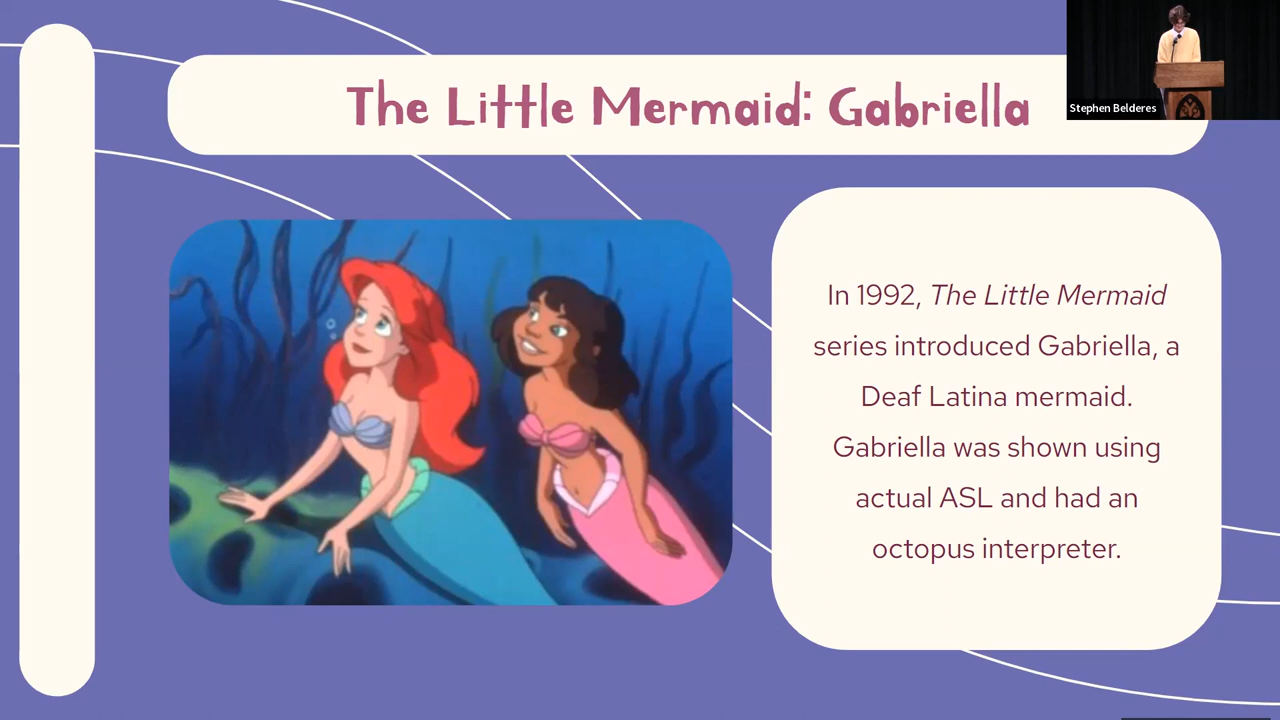 The Little Mermaid: Gabriella
Stephen Belderes
In 1992, The Little Mermaid
series introduced Gabriella, a
Deaf Latina mermaid.
Gabriella was shown using
actual ASL and had an
octopus interpreter.